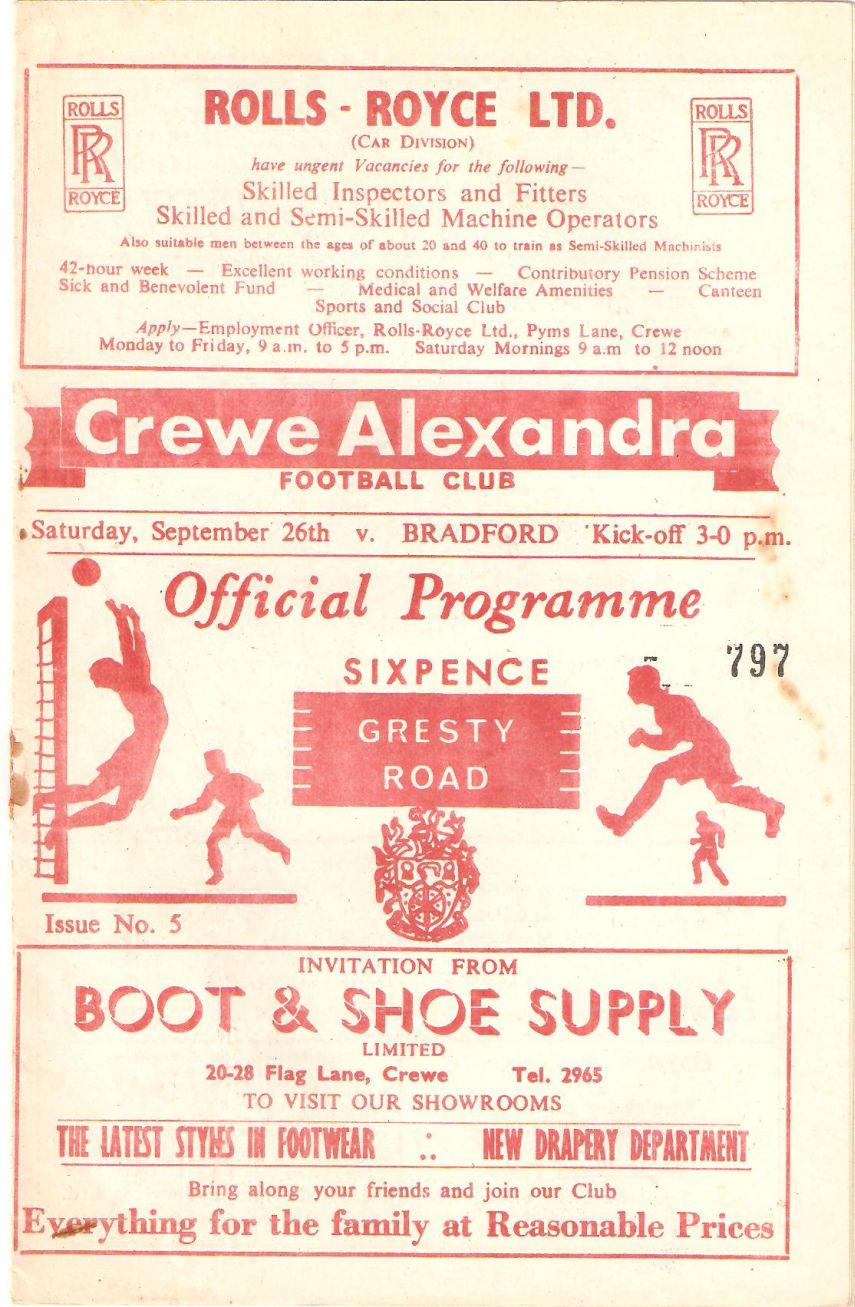 ROLLS - ROYCE LTD.
ROLLS
RR
ROYCE
ROLLS
RR
ROYCE
(CAR DIVISION)
have ungent Vacancies for the following—
Skilled Inspectors and Fitters
Skilled and Semi-Skilled Machine Operators
Also suitable men between the ages of about 20 and 40 to train as Semi-Skilled Machinists
42-hour week — Excellent working conditions — Contributory Pension Scheme
Sick and Benevolent Fund — Medical and Welfare Amenities — Canteen
Sports and Social Club
Apply—Employment Officer, Rolls-Royce Ltd., Pyms Lane, Crewe
Monday to Friday, 9 a.m. to 5 p.m. Saturday Mornings 9 a.m to 12 noon
Crewe Alexandra
FOOTBALL CLUB
Saturday, September 26th v. BRADFORD Kick-off 3-0 p.m.
Official Programme
SIXPENCE
797
GRESTY
ROAD
Issue No. 5
INVITATION FROM
BOOT & SHOE SUPPLY
LIMITED
20-28 Flag Lane, Crewe Tel. 2965
TO VISIT OUR SHOWROOMS
THE LATEST STYLES IN FOOTWEAR NEW DRAPERY DEPARTMENT
Bring along your friends and join our Club
Everything for the family at Reasonable Prices